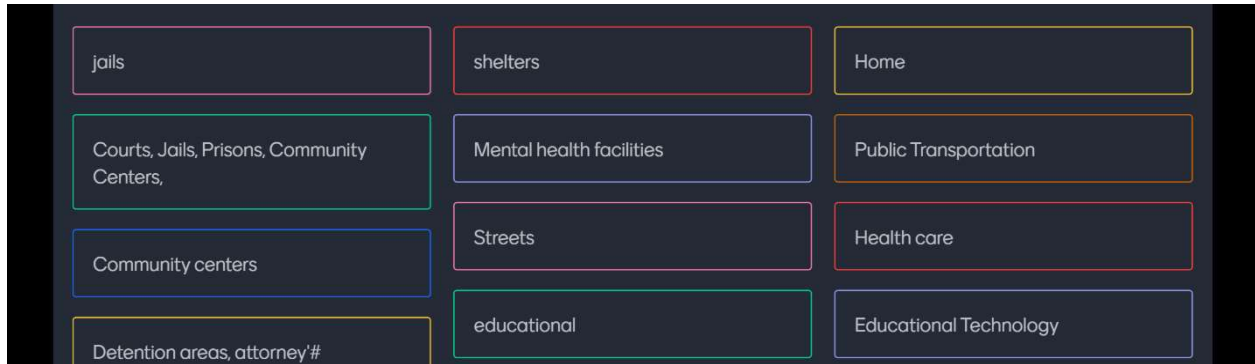 jails
Courts, Jails, Prisons, Community
Centers,
Community centers
Detention areas, attorney'#
shelters
Mental health facilities
Streets
educational
Home
Public Transportation
Health care
Educational Technology